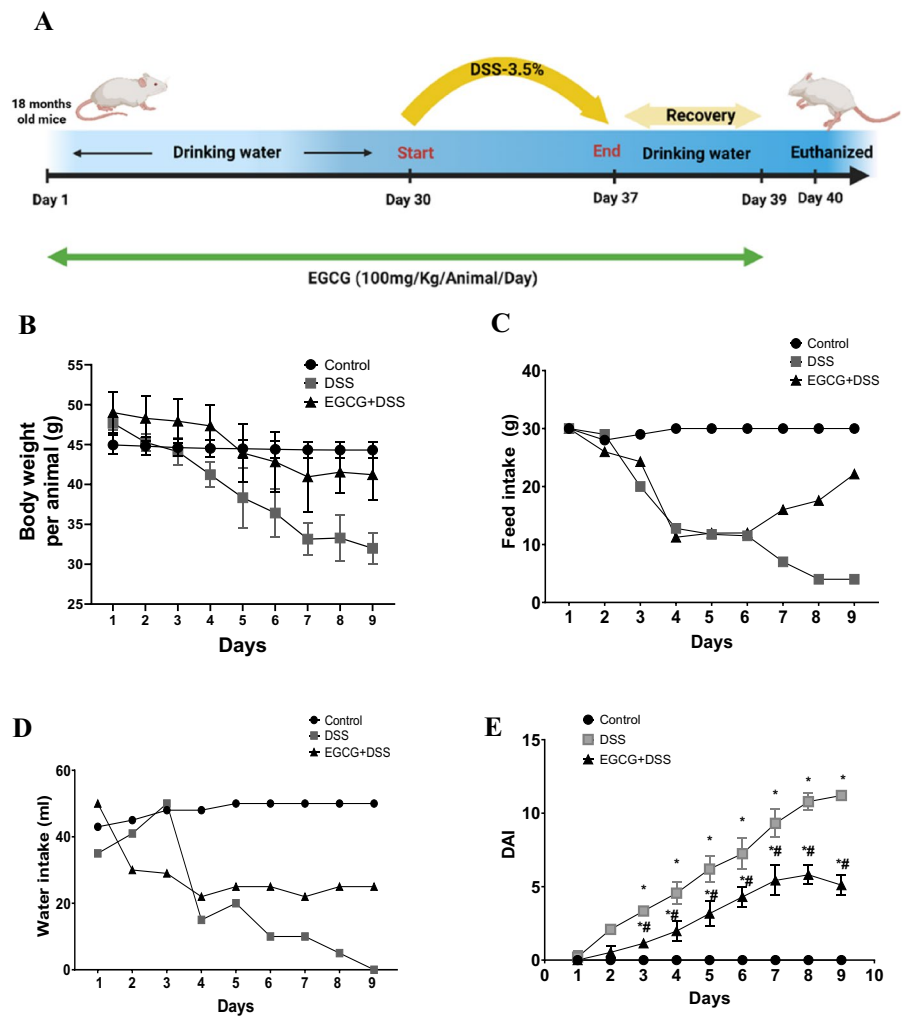 A
DSS-3.5%
18 months
old mice
Recovery
Drinking water
Start
End
Drinking water
Euthanized
Day 1
Day 30
Day 37
Day 39
Day 40
EGCG (100mg/Kg/Animal/Day)
B
Control
DSS
EGCG+DSS
Body weight
per animal (g)
55
50
45
40
35
30
25
1 2 3 4 5 6 7 8 9
Days
C
Control
DSS
EGCG+DSS
Feed intake (g)
40
30
20
10
0
1 2 3 4 5 6 7 8 9
Days
D
Control
DSS
EGCG+DSS
Water intake (ml)
60
40
20
0
1 2 3 4 5 6 7 8 9
Days
E
Control
DSS
EGCG+DSS
DAI
15
10
5
0
* * * * * * *
*# *# *# *# *# *# *#
0 1 2 3 4 5 6 7 8 9 10
Days